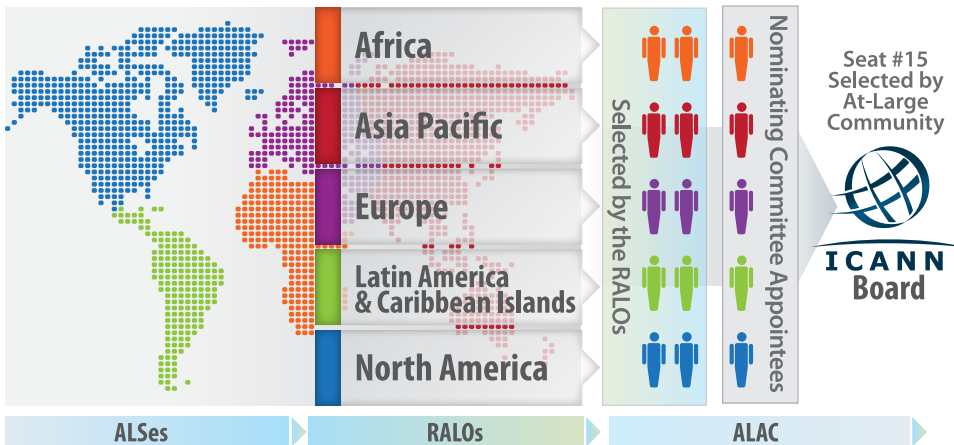 Africa
Asia Pacific
Europe
Latin America
& Caribbean Islands
North America
Selected by the RALOs
Nominating Committee Appointees
Seat #15
Selected by
At-Large
Community
ICANN
Board
ALSes
RALOs
ALAC